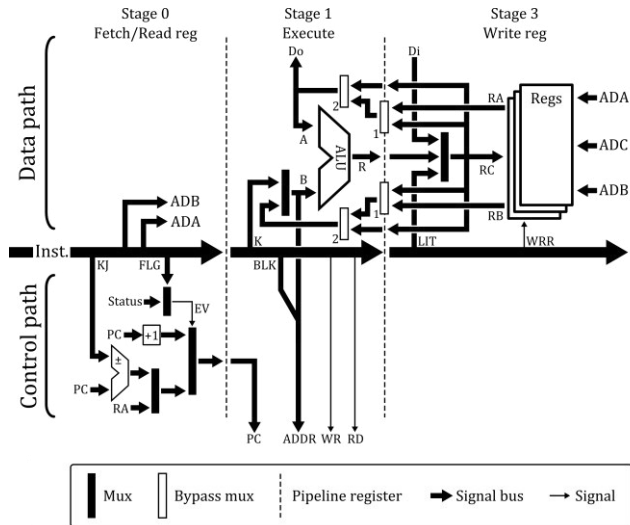 Stage 0
Fetch/Read reg
Stage 1
Execute
Stage 3
Write reg
Data path
Do
Di
2
1
RA
Regs
ADA
A
ALU
R
RC
ADC
ADB
ADA
B
1
2
RB
ADB
Inst.
KJ
FLG
K
BLK
LIT
WRR
Control path
Status
EV
PC
+1
±
PC
RA
PC
ADDR
WR
RD
Mux
Bypass mux
Pipeline register
Signal bus
Signal